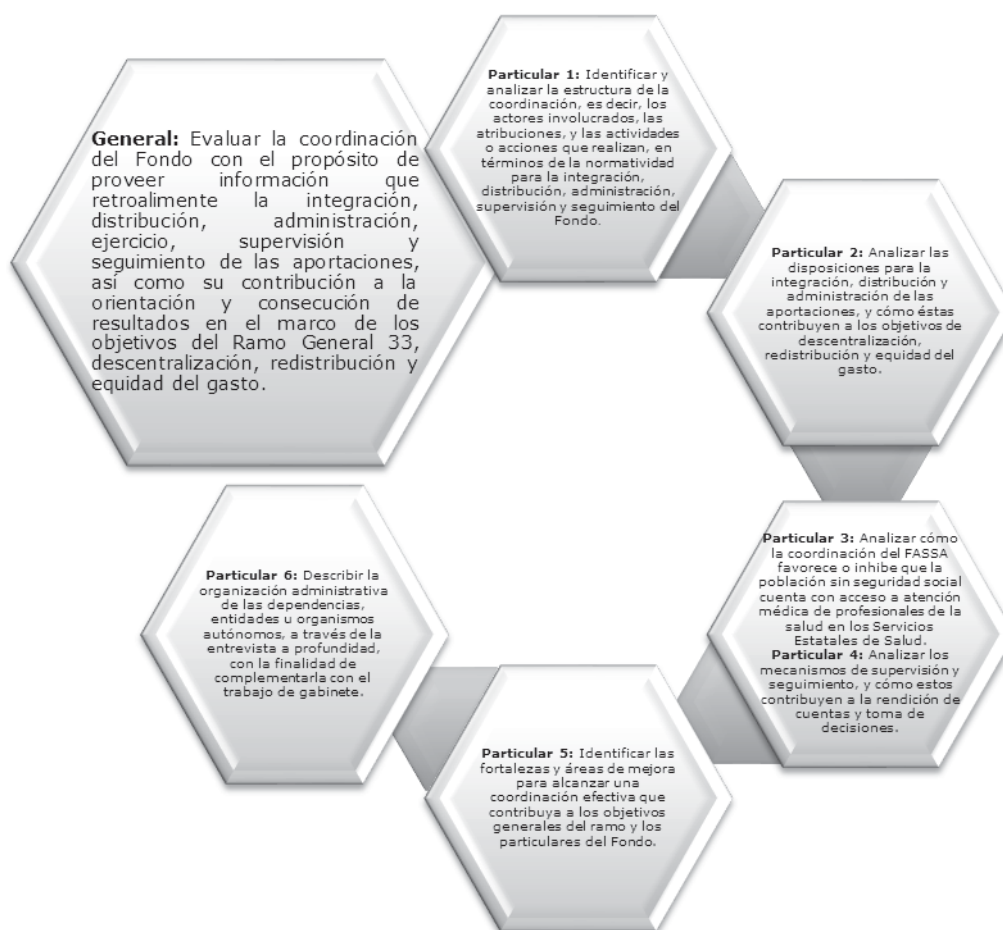 General: Evaluar la coordinación
del Fondo con el propósito de
proveer información que
retroalimente la integración,
distribución, administración,
ejercicio, supervisión y
seguimiento de las aportaciones,
así como su contribución a la
orientación y consecución de
resultados en el marco de los
objetivos del Ramo General 33,
descentralización, redistribución y
equidad del gasto.
Particular 1: Identificar y
analizar la estructura de la
coordinación, es decir, los
actores involucrados, las
atribuciones, y las actividades
o acciones que realizan, en
términos de la normatividad
para la integración,
distribución, administración,
supervisión y seguimiento del
Fondo.
Particular 2: Analizar las
disposiciones para la
integración, distribución y
administración de las
aportaciones, y cómo éstas
contribuyen a los objetivos de
descentralización,
redistribución y equidad del
gasto.
Particular 3: Analizar cómo
la coordinación del FASSA
favorece o inhibe que la
población sin seguridad social
cuenta con acceso a atención
médica de profesionales de la
salud en los Servicios
Estatales de Salud.
Particular 4: Analizar los
mecanismos de supervisión y
seguimiento, y cómo estos
contribuyen a la rendición de
cuentas y toma de
decisiones.
Particular 5: Identificar las
fortalezas y áreas de mejora
para alcanzar una
coordinación efectiva que
contribuya a los objetivos
generales del ramo y los
particulares del Fondo.
Particular 6: Describir la
organización administrativa
de las dependencias,
entidades u organismos
autónomos, a través de la
entrevista a profundidad,
con la finalidad de
complementarla con el
trabajo de gabinete.